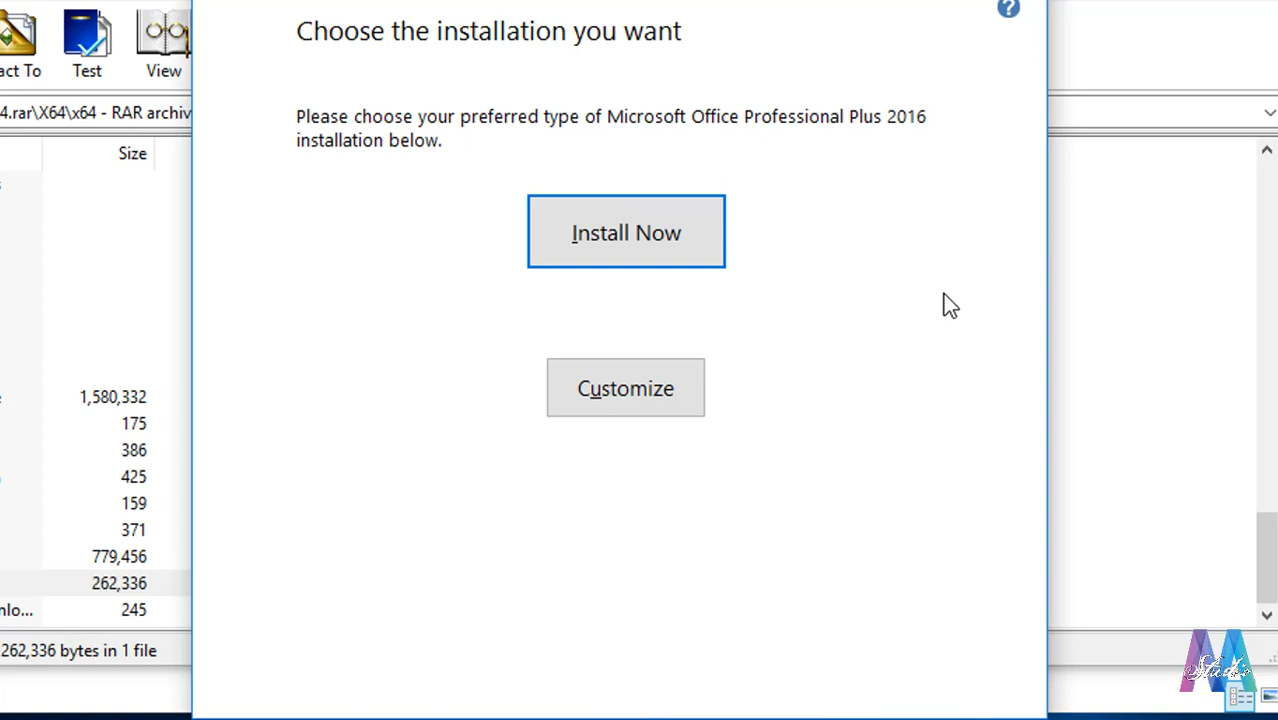 Choose the installation you want
?
act To
Test
View
Please choose your preferred type of Microsoft Office Professional Plus 2016
installation below.
4.rar\X64\x64 - RAR archiv
Size
Install Now
Customize
1,580,332
175
386
425
159
371
779,456
262,336
nlo... 245
262,336 bytes in 1 file
Studio